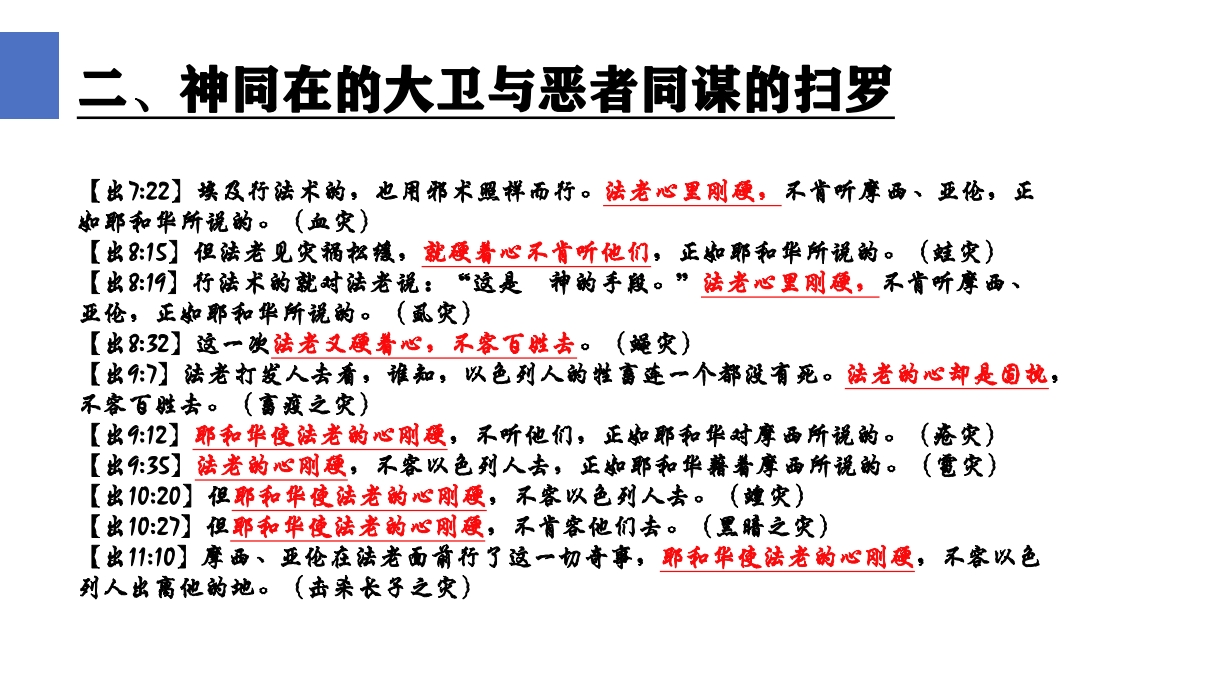 二、神同在的大卫与恶者同谋的扫罗
【出7:22】埃及行法术的，也用邪术照样而行。法老心里刚硬，不肯听摩西、亚伦，正
如耶和华所说的。（血灾）
【出8:15】但法老见灾祸松缓，就硬着心不肯听他们，正如耶和华所说的。（蛙灾）
【出8:19】行法术的就对法老说：“这是　神的手段。”法老心里刚硬，不肯听摩西、
亚伦，正如耶和华所说的。（虱灾）
【出8:32】这一次法老又硬着心，不容百姓去。（蝇灾）
【出9:7】法老打发人去看，谁知，以色列人的牲畜连一个都没有死。法老的心却是固执，
不容百姓去。（畜疫之灾）
【出9:12】耶和华使法老的心刚硬，不听他们，正如耶和华对摩西所说的。（疮灾）
【出9:35】法老的心刚硬，不容以色列人去，正如耶和华藉着摩西所说的。（雹灾）
【出10:20】但耶和华使法老的心刚硬，不容以色列人去。（蝗灾）
【出10:27】但耶和华使法老的心刚硬，不肯容他们去。（黑暗之灾）
【出11:10】摩西、亚伦在法老面前行了这一切奇事，耶和华使法老的心刚硬，不容以色
列人出离他的地。（击杀长子之灾）